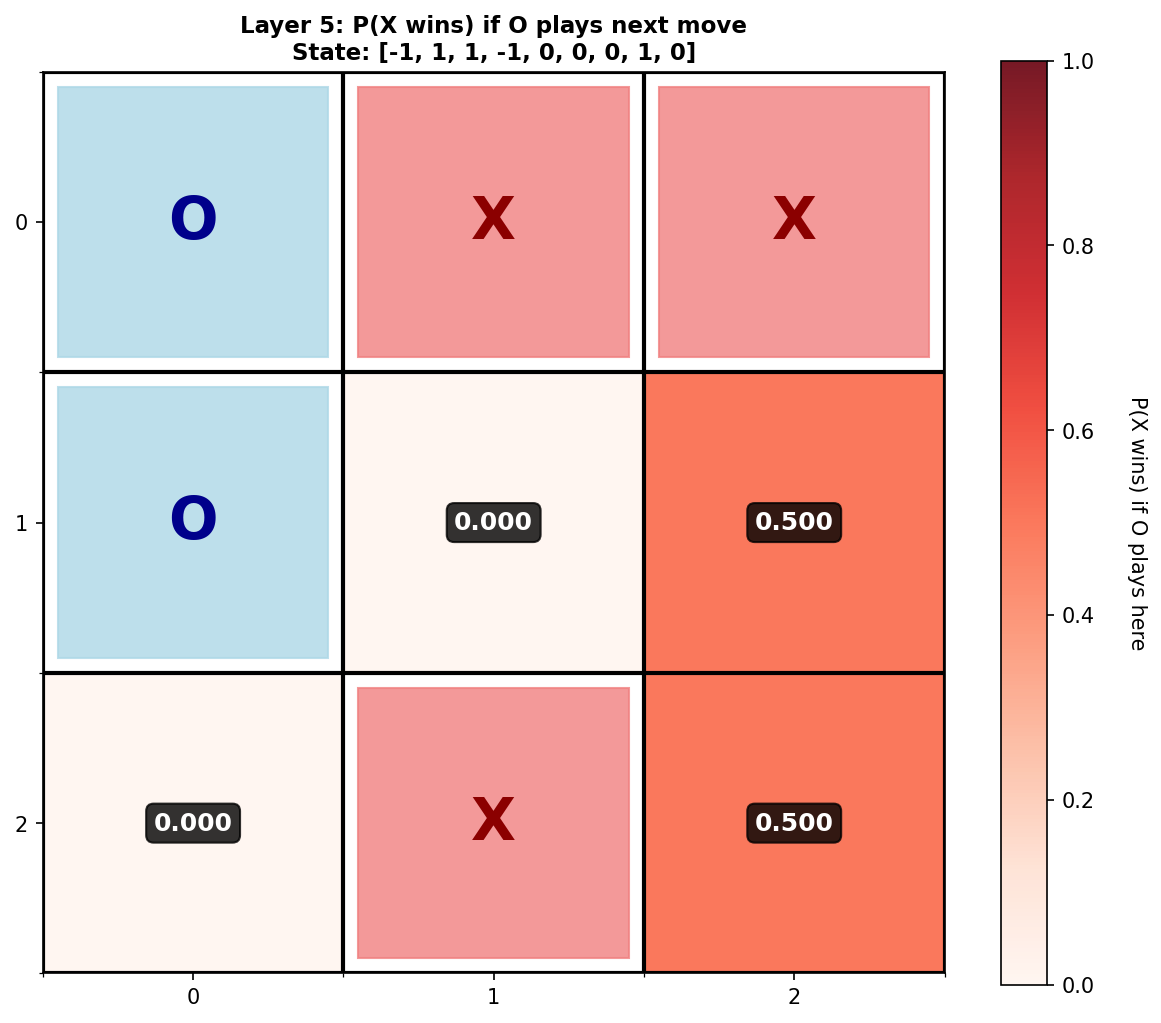 Layer 5: P(X wins) if O plays next move
State: [-1, 1, 1, -1, 0, 0, 0, 1, 0]
0
O
X
X
1
O
0.000
0.500
2
0.000
X
0.500
0
1
2
1.0
0.8
0.6
0.4
0.2
0.0
P(X wins) if O plays here